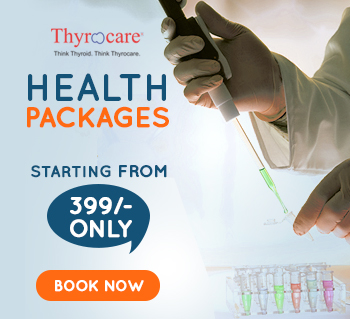 Thyrocare®
Think Thyroid. Think Thyrocare.
HEALTH
PACKAGES
STARTING FROM
399/-
ONLY
BOOK NOW